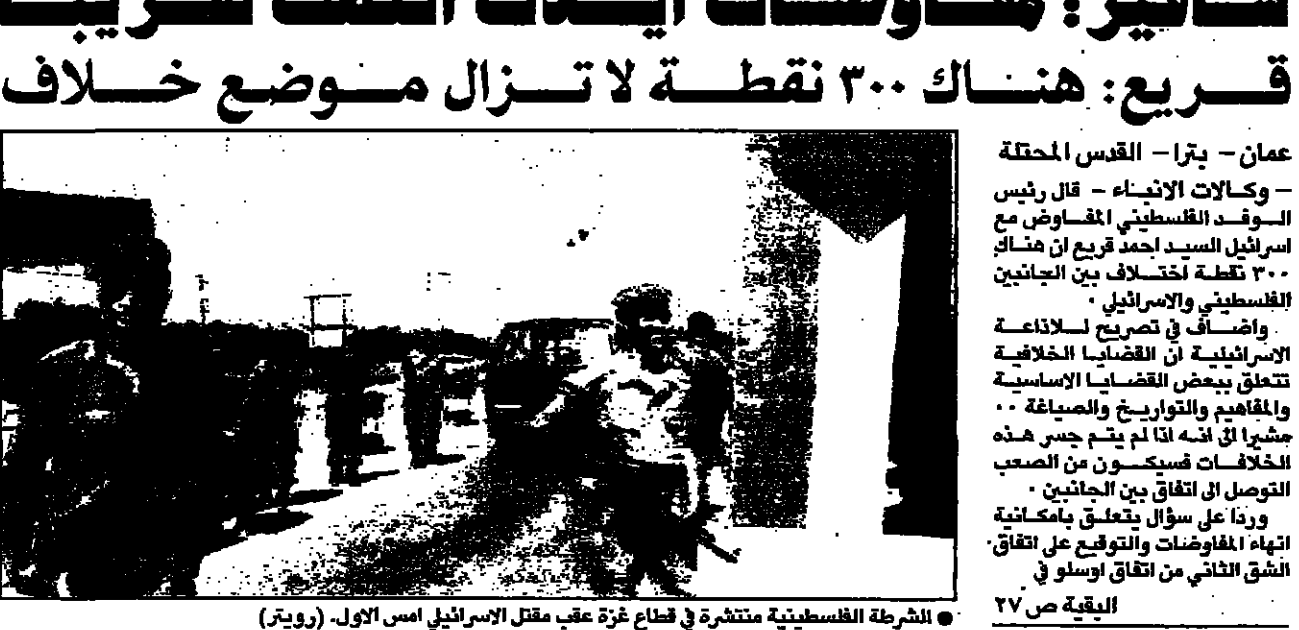 قريع: هناك ٣٠٠ نقطة لا تزال موضع خلاف
عمان – بترا – القدس المحتلة
– وكالات الانباء – قال رئيس
الوفد الفلسطيني المفاوض مع
اسرائيل السيد احمد قريع ان هناك
٣٠٠ نقطة اختلاف بين الجانبين
الفلسطيني والاسرائيلي ٠
واضاف في تصريح للاذاعة
الاسرائيلية ان القضايا الخلافية
تتعلق ببعض القضايا الاساسية
والمفاهيم والتواريخ والصياغة ٠٠
مشيرا الى انه اذا لم يتم جسر هذه
الخلافات فسيكون من الصعب
التوصل الى اتفاق بين الجانبين ٠
وردا على سؤال يتعلق بامكانية
انهاء المفاوضات والتوقيع على اتفاق
الشق الثاني من اتفاق اوسلو في
البقية ص ٢٧
● الشرطة الفلسطينية منتشرة في قطاع غزة عقب مقتل الاسرائيلي امس الاول. (رويتر)